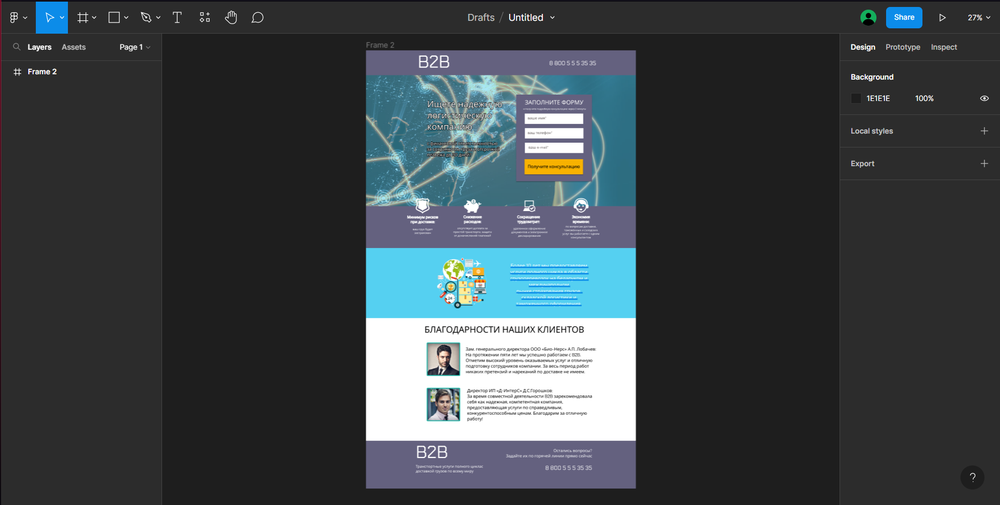 Drafts / Untitled
Share
27%
Layers
Assets
Page 1
Frame 2
Design
Prototype
Inspect
Background
1E1E1E
100%
Local styles
Export
?
Frame 2
B2B
8 800 5 5 5 35 35
Ищете надежную
логистическую
компанию
с финансовой ответственностью
за сохранность груза и отсрочкой
платежа до 30 дней?
ЗАПОЛНИТЕ ФОРМУ
ваше имя*
ваш телефон*
ваш e-mail*
Получите консультацию
Минимум рисков
при доставке:
ваш груз будет
застрахован
Снижение
расходов:
отсутствует доплата за
простой транспорта, защита
от доначислений платежей
Сокращение
трудозатрат:
удаленное оформление
документов и электронное
декларирование
Экономия
времени:
по вопросам доставки,
таможенных и складских
услуг вы работаете с одним
консультантом
24
Более 10 лет мы предоставляем
услуги полного цикла в области
грузоперевозок на беларуком и
международном
рынке страхования грузов,
складской логистики и
таможенного оформления
БЛАГОДАРНОСТИ НАШИХ КЛИЕНТОВ
Зам. генерального директора ООО «Био-Нерс» А.П. Лобачев:
На протяжении пяти лет мы успешно работаем с B2B.
Отметим высокий уровень оказываемых услуг и отличную
подготовку сотрудников компании. За весь период работ
никаких претензий и нареканий по доставке не имеем.
Директор ИП «Д-ИнтерС» Д.С.Горошков:
За время совместной деятельности B2B зарекомендовала
себя как надежная, компетентная компания,
предоставляющая услуги по справедливым,
конкурентоспособным ценам. Благодарим за отличную
работу!
B2B
Транспортные услуги полного циклас
доставкой грузов по всему миру
Остались вопросы?
Задайте их по горячей линии прямо сейчас
8 800 5 5 5 35 35